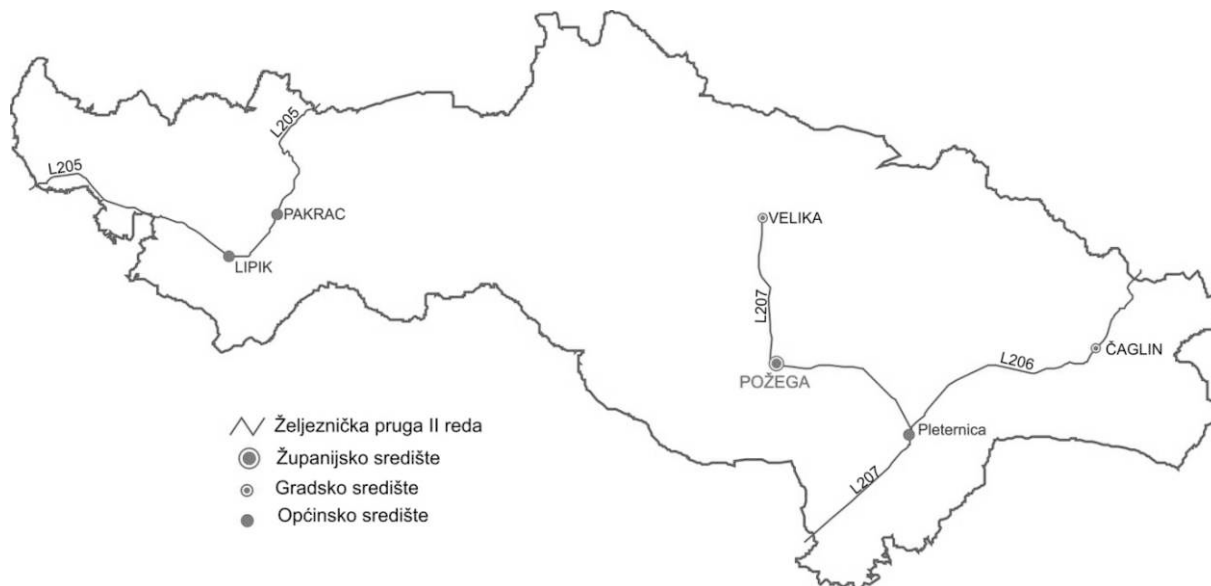 L205
L205
PAKRAC
LIPIK
VELIKA
L207
POŽEGA
L206
ČAGLIN
Pleternica
L207
Željeznička pruga II reda
Županijsko središte
Gradsko središte
Općinsko središte